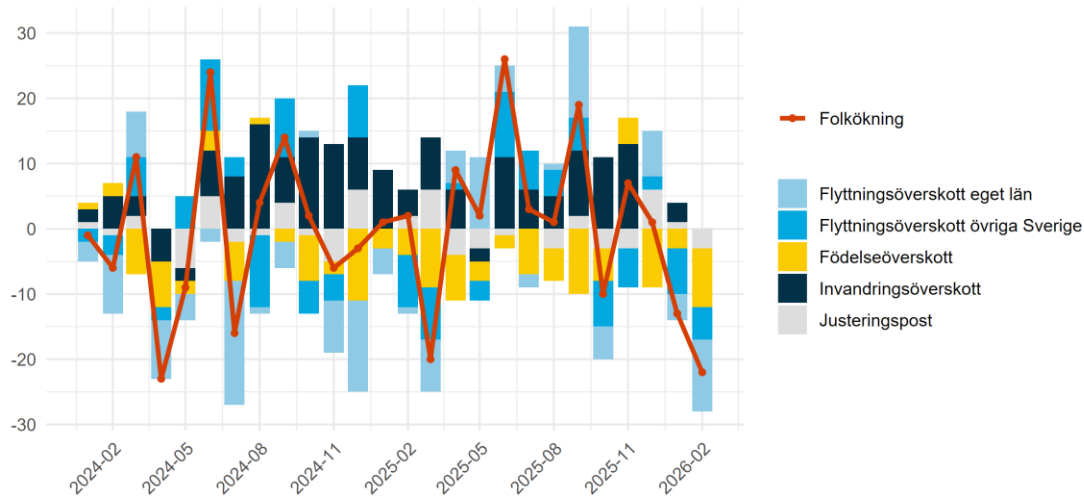 30
20
10
0
-10
-20
-30
2024-02
2024-05
2024-08
2024-11
2025-02
2025-05
2025-08
2025-11
2026-02
Folkökning
Flyttningsöverskott eget län
Flyttningsöverskott övriga Sverige
Födelseöverskott
Invandringsöverskott
Justeringspost